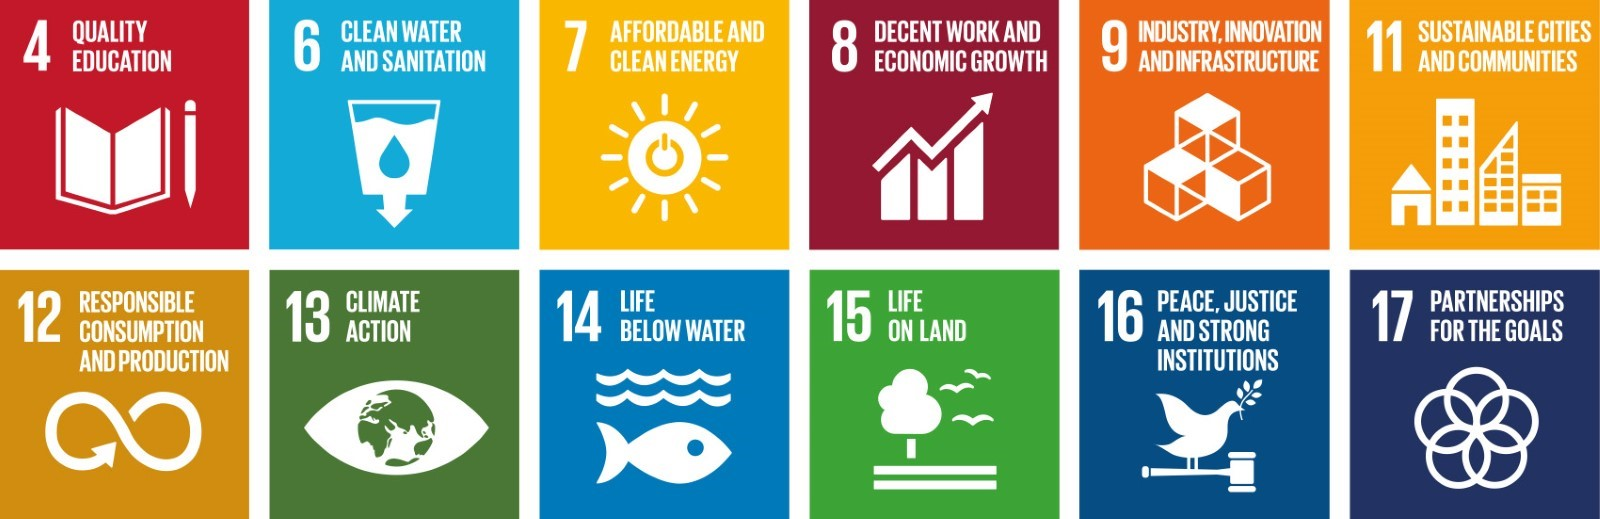 4 QUALITY
EDUCATION
6 CLEAN WATER
AND SANITATION
7 AFFORDABLE AND
CLEAN ENERGY
8 DECENT WORK AND
ECONOMIC GROWTH
9 INDUSTRY, INNOVATION
AND INFRASTRUCTURE
11 SUSTAINABLE CITIES
AND COMMUNITIES
12 RESPONSIBLE
CONSUMPTION
AND PRODUCTION
13 CLIMATE
ACTION
14 LIFE
BELOW WATER
15 LIFE
ON LAND
16 PEACE, JUSTICE
AND STRONG
INSTITUTIONS
17 PARTNERSHIPS
FOR THE GOALS